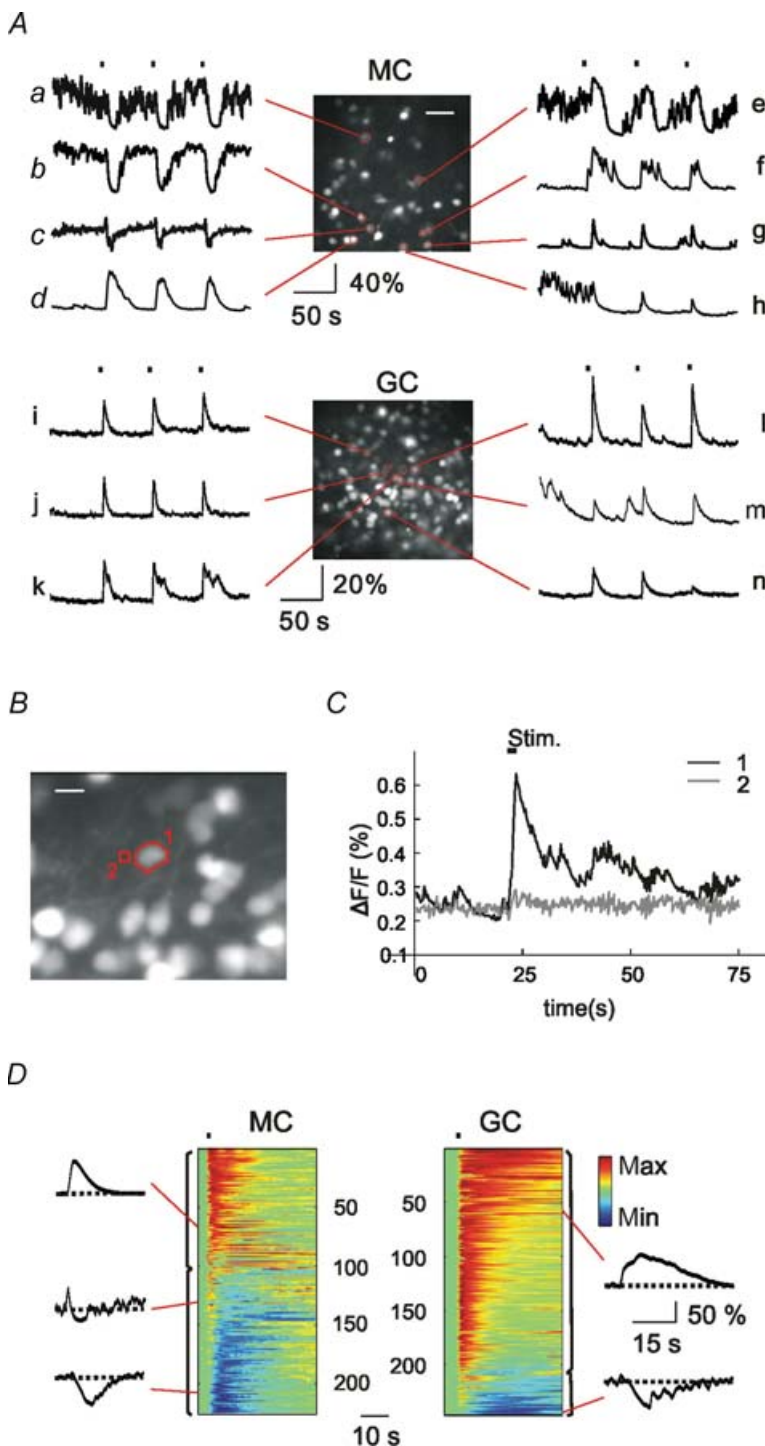 A
MC
a
b
c
d
e
f
g
h
40%
50 s
GC
i
j
k
l
m
n
20%
50 s
B
1
2
C
Stim.
1
2
ΔF/F (%)
0.6
0.5
0.4
0.3
0.2
0.1
0
25
50
75
time(s)
D
MC
GC
50
100
150
200
50
100
150
200
Max
Min
50 %
15 s
10 s